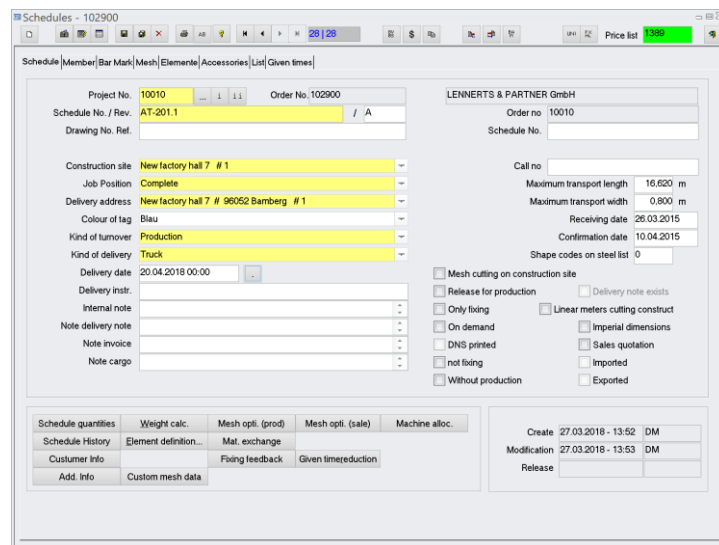 Schedules - 102900
28 | 28 $ Price list 1389
Schedule Member Bar Mark Mesh Elemente Accessories List Given times
Project No. 10010 ... i ii Order No. 102900 LENNERTS & PARTNER GmbH
Schedule No. / Rev. AT-201.1 / A Order no 10010
Drawing No. Ref. Schedule No.
Construction site New factory hall 7 # 1 Call no
Job Position Complete Maximum transport length 16,620 m
Delivery address New factory hall 7 # 96052 Bamberg # 1 Maximum transport width 0,800 m
Colour of tag Blau Receiving date 26.03.2015
Kind of turnover Production Confirmation date 10.04.2015
Kind of delivery Truck Shape codes on steel list 0
Delivery date 20.04.2018 00:00 . Mesh cutting on construction site
Delivery instr. Release for production Delivery note exists
Internal note Only fixing Linear meters cutting construct
Note delivery note On demand Imperial dimensions
Note invoice DNS printed Sales quotation
Note cargo not fixing Imported
Without production Exported
Schedule quantities Weight calc. Mesh opti. (prod) Mesh opti. (sale) Machine alloc.
Schedule History Element definition... Mat. exchange Create 27.03.2018 - 13:52 DM
Custumer Info Fixing feedback Given timereduction Modification 27.03.2018 - 13:53 DM
Add. Info Custom mesh data Release